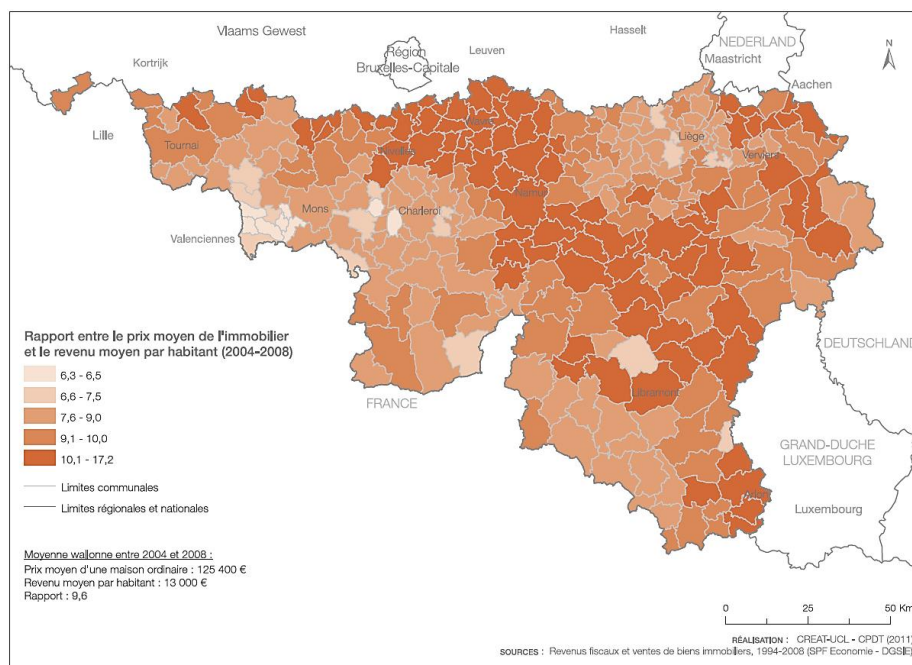 Vlaams Gewest
Hasselt
NEDERLAND
Maastricht
Leuven
Région
Bruxelles-Capitale
Kortrijk
N
Aachen
Lille
Wavre
Liège
Tournai
Nivelles
Verviers
Namur
Mons
Charleroi
Valenciennes
Rapport entre le prix moyen de l'immobilier
et le revenu moyen par habitant (2004-2008)
6,3 - 6,5
6,6 - 7,5
7,6 - 9,0
9,1 - 10,0
10,1 - 17,2
Limites communales
Limites régionales et nationales
DEUTSCHLAND
FRANCE
Libramont
GRAND-DUCHE
LUXEMBOURG
Arlon
Luxembourg
Moyenne wallonne entre 2004 et 2008 :
Prix moyen d'une maison ordinaire : 125 400 €
Revenu moyen par habitant : 13 000 €
Rapport : 9,6
0 25 50 Km
RÉALISATION : CREAT-UCL - CPDT (2011)
SOURCES : Revenus fiscaux et ventes de biens immobiliers, 1994-2008 (SPF Economie - DGSIE)